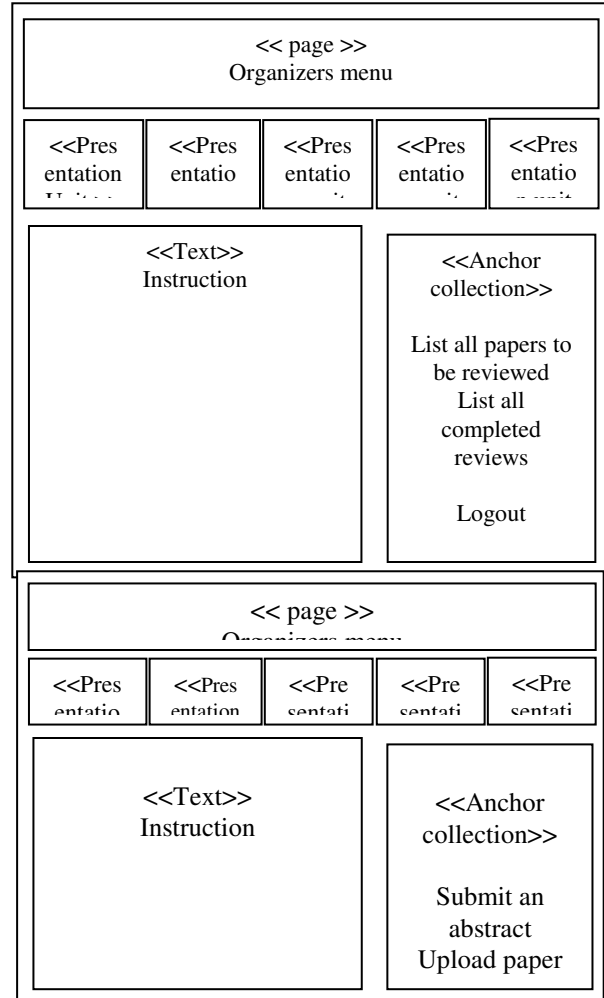 << page >>
Organizers menu
<<Pres
entation
<<Pres
entatio
<<Pres
entatio
<<Pres
entatio
<<Pres
entatio
<<Text>>
Instruction
<<Anchor
collection>>
List all papers to
be reviewed
List all
completed
reviews
Logout
<< page >>
Organizers menu
<<Pres
entatio
<<Pres
entation
<<Pre
sentati
<<Pre
sentati
<<Pre
sentati
<<Text>>
Instruction
<<Anchor
collection>>
Submit an
abstract
Upload paper